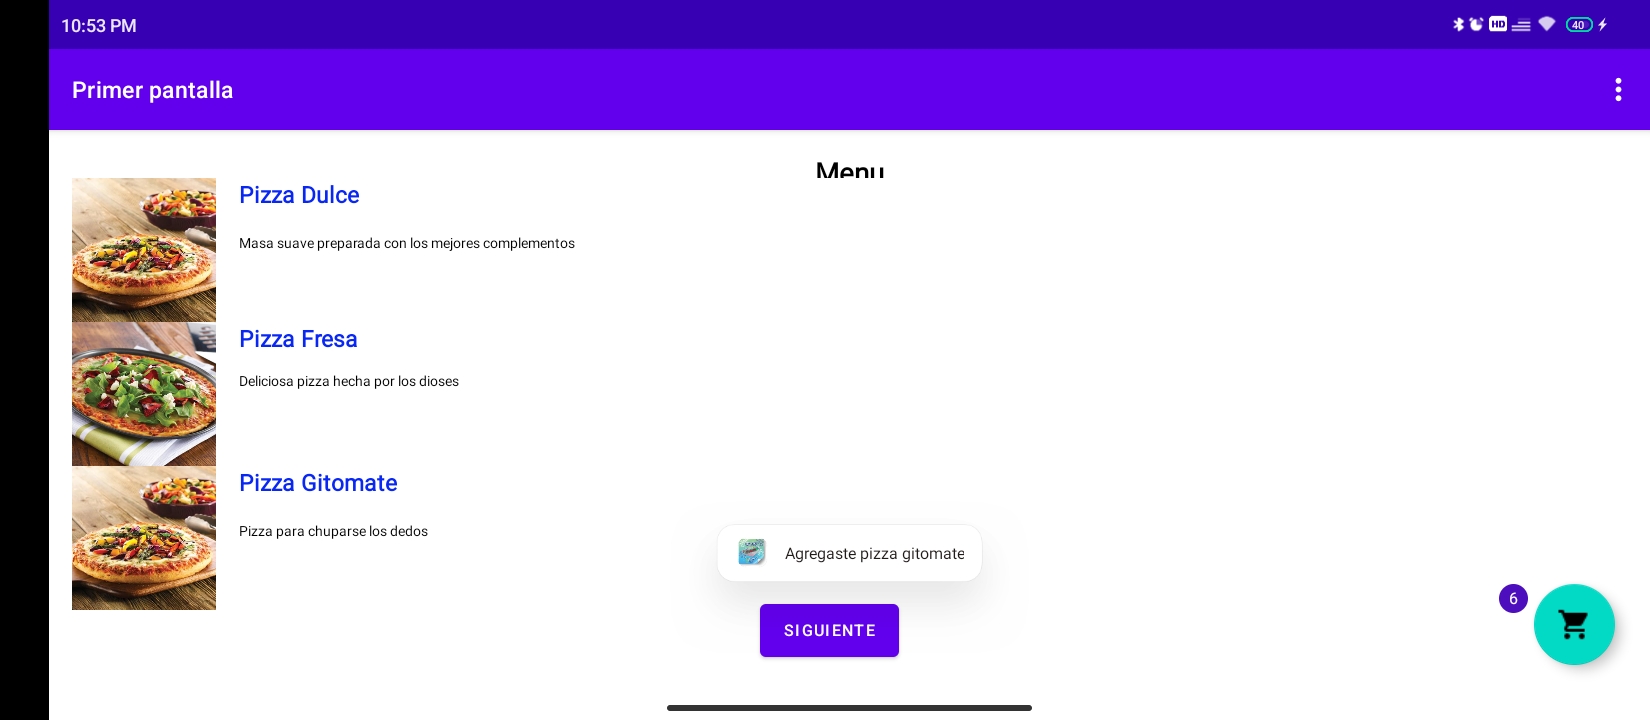 10:53 PM
HD
40
Primer pantalla
Menu
Pizza Dulce
Masa suave preparada con los mejores complementos
Pizza Fresa
Deliciosa pizza hecha por los dioses
Pizza Gitomate
Pizza para chuparse los dedos
Agregaste pizza gitomate
SIGUIENTE
6